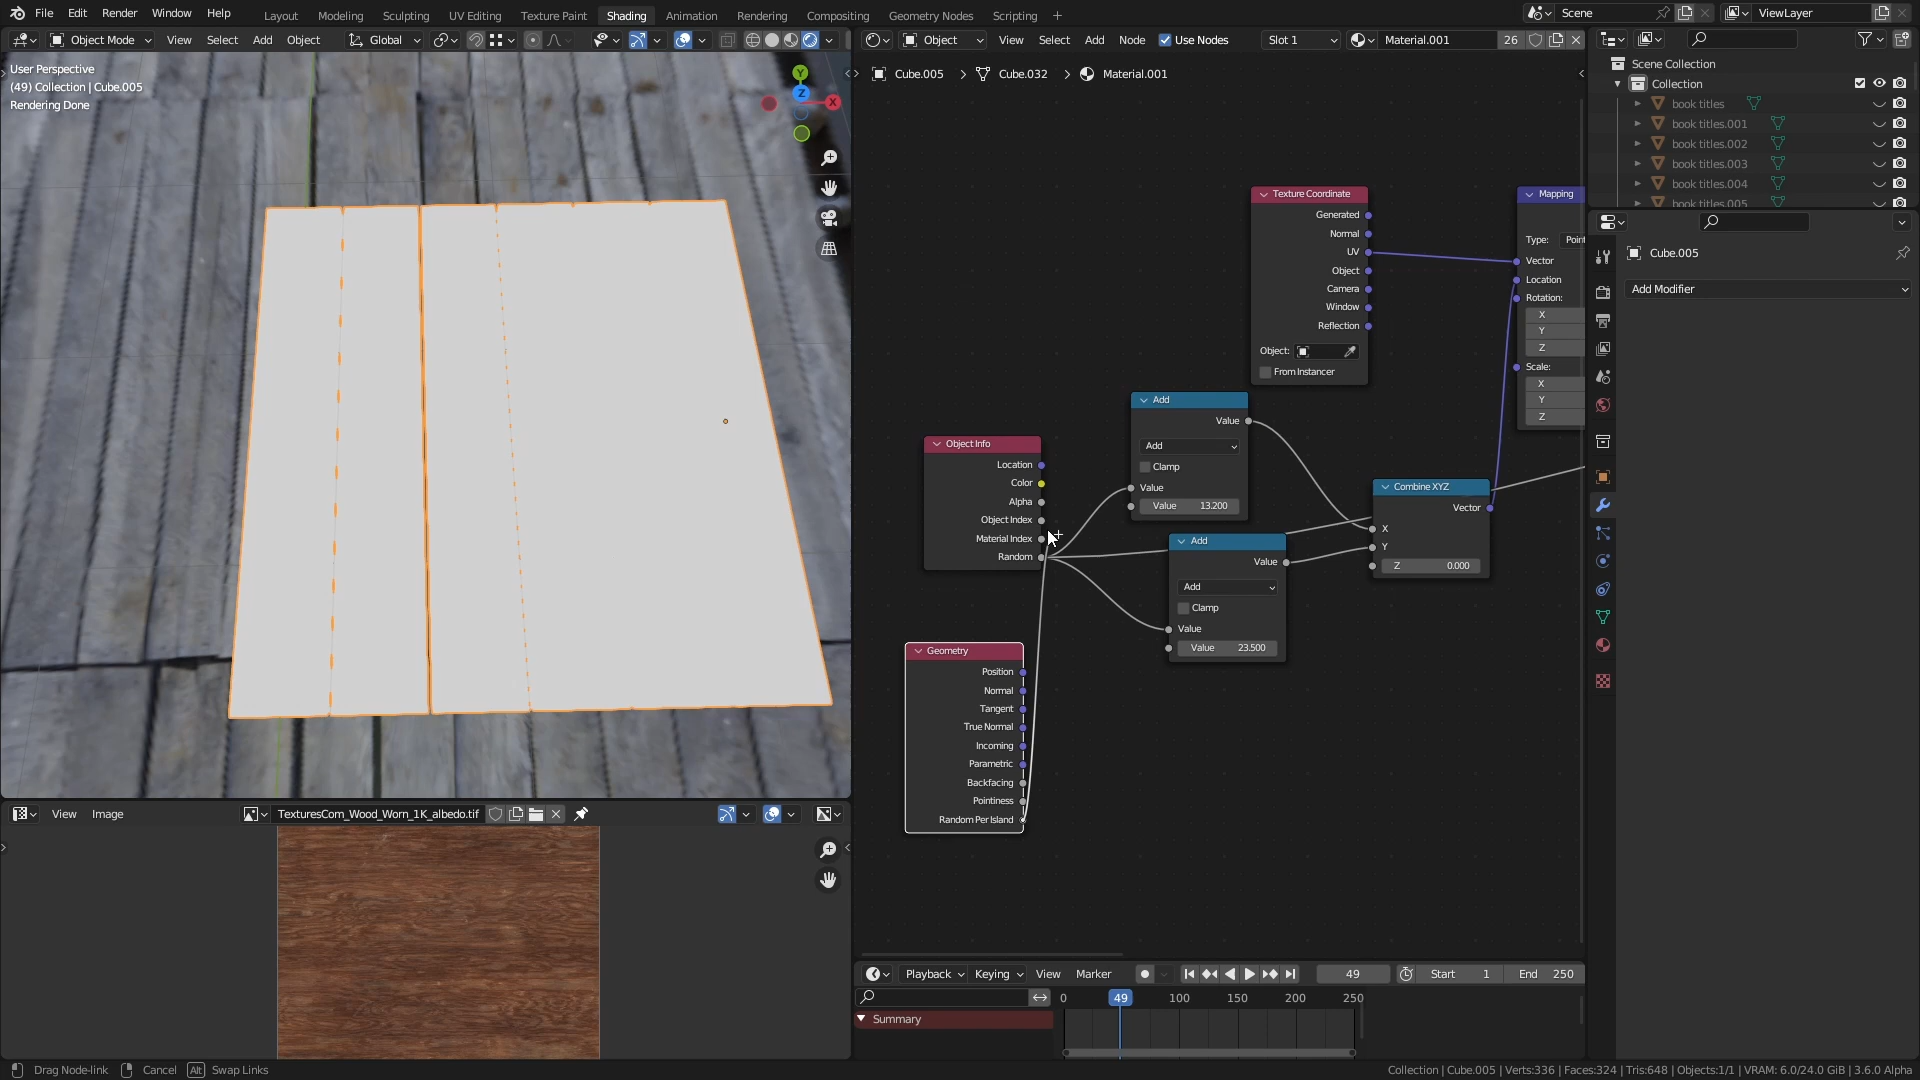 File Edit Render Window Help Layout Modeling Sculpting UV Editing Texture Paint Shading Animation Rendering Compositing Geometry Nodes Scripting + Scene ViewLayer
Object Mode View Select Add Object Global
Object View Select Add Node Use Nodes Slot 1 Material.001 26
User Perspective
(49) Collection | Cube.005
Rendering Done
Y
Z
X
Cube.005 > Cube.032 > Material.001
Scene Collection
Collection
book titles
book titles.001
book titles.002
book titles.003
book titles.004
book titles.005
Cube.005
Add Modifier
Texture Coordinate
Generated
Normal
UV
Object
Camera
Window
Reflection
Object:
From Instancer
Mapping
Type: Point
Vector
Location
Rotation:
X
Y
Z
Scale:
X
Y
Z
Add
Value
Add
Clamp
Value
Value 13.200
Object Info
Location
Color
Alpha
Object Index
Material Index
Random
Add
Value
Add
Clamp
Value
Value 23.500
Combine XYZ
Vector
X
Y
Z 0.000
Geometry
Position
Normal
Tangent
True Normal
Incoming
Parametric
Backfacing
Pointiness
Random Per Island
View Image TexturesCom_Wood_Worn_1K_albedo.tif
Playback Keying View Marker 49 Start 1 End 250
0 49 100 150 200 250
Summary
Drag Node-link Cancel Alt Swap Links
Collection | Cube.005 | Verts:336 | Faces:324 | Tris:648 | Objects:1/1 | VRAM: 6.0/24.0 GiB | 3.6.0 Alpha